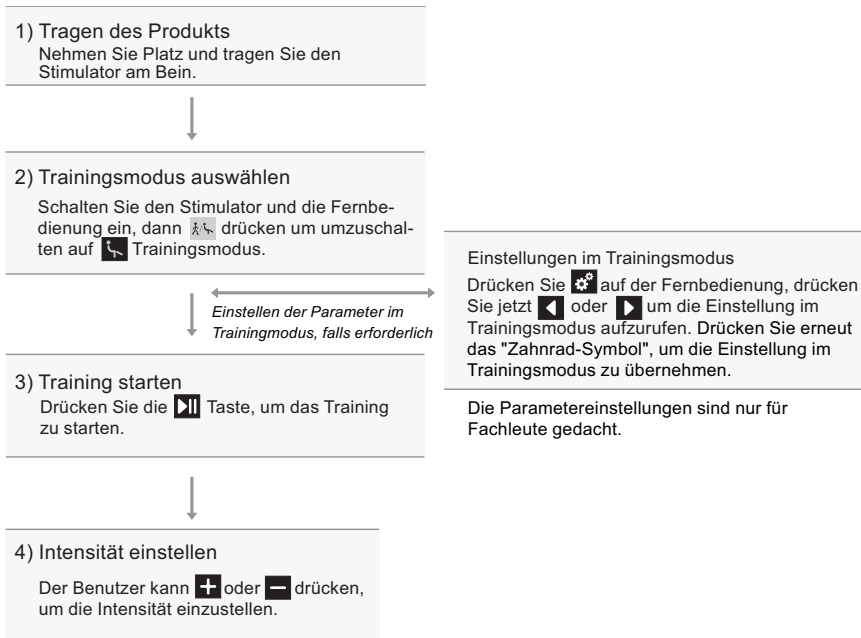 1) Tragen des Produkts
Nehmen Sie Platz und tragen Sie den
Stimulator am Bein.
2) Trainingsmodus auswählen
Schalten Sie den Stimulator und die Fernbe-
dienung ein, dann drücken um umzuschal-
ten auf Trainingsmodus.
Einstellen der Parameter im
Trainingmodus, falls erforderlich
Einstellungen im Trainingsmodus
Drücken Sie auf der Fernbedienung, drücken
Sie jetzt oder um die Einstellung im
Trainingsmodus aufzurufen. Drücken Sie erneut
das "Zahnrad-Symbol", um die Einstellung im
Trainingsmodus zu übernehmen.
Die Parametereinstellungen sind nur für
Fachleute gedacht.
3) Training starten
Drücken Sie die Taste, um das Training
zu starten.
4) Intensität einstellen
Der Benutzer kann + oder − drücken,
um die Intensität einzustellen.